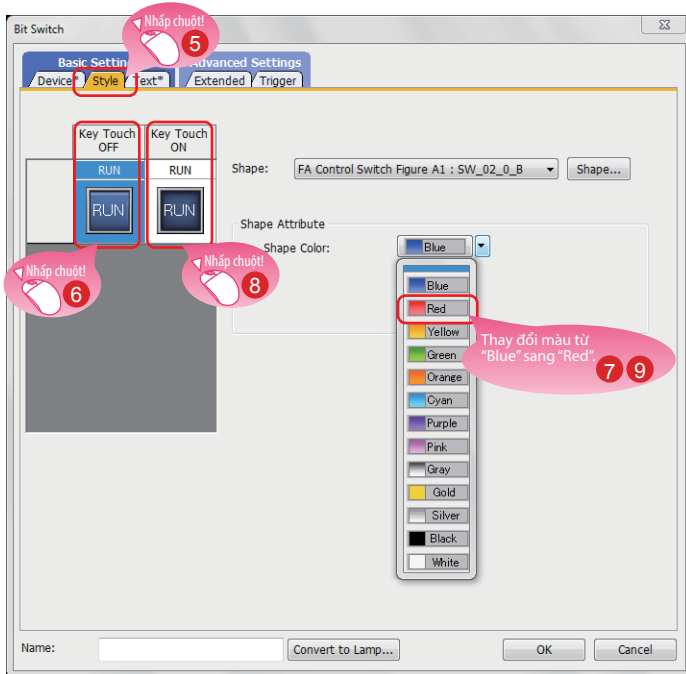 Bit Switch
Nhấp chuột!
5
Basic Settin
Advanced Settings
Device*
Style
Text*
Extended
Trigger
Key Touch
OFF
Key Touch
ON
RUN
RUN
RUN
RUN
Nhấp chuột!
6
Nhấp chuột!
8
Shape:
FA Control Switch Figure A1 : SW_02_0_B
Shape...
Shape Attribute
Shape Color:
Blue
Blue
Red
Yellow
Green
Orange
Cyan
Purple
Pink
Gray
Gold
Silver
Black
White
Thay đổi màu từ
“Blue” sang “Red”.
7 9
Name:
Convert to Lamp...
OK
Cancel